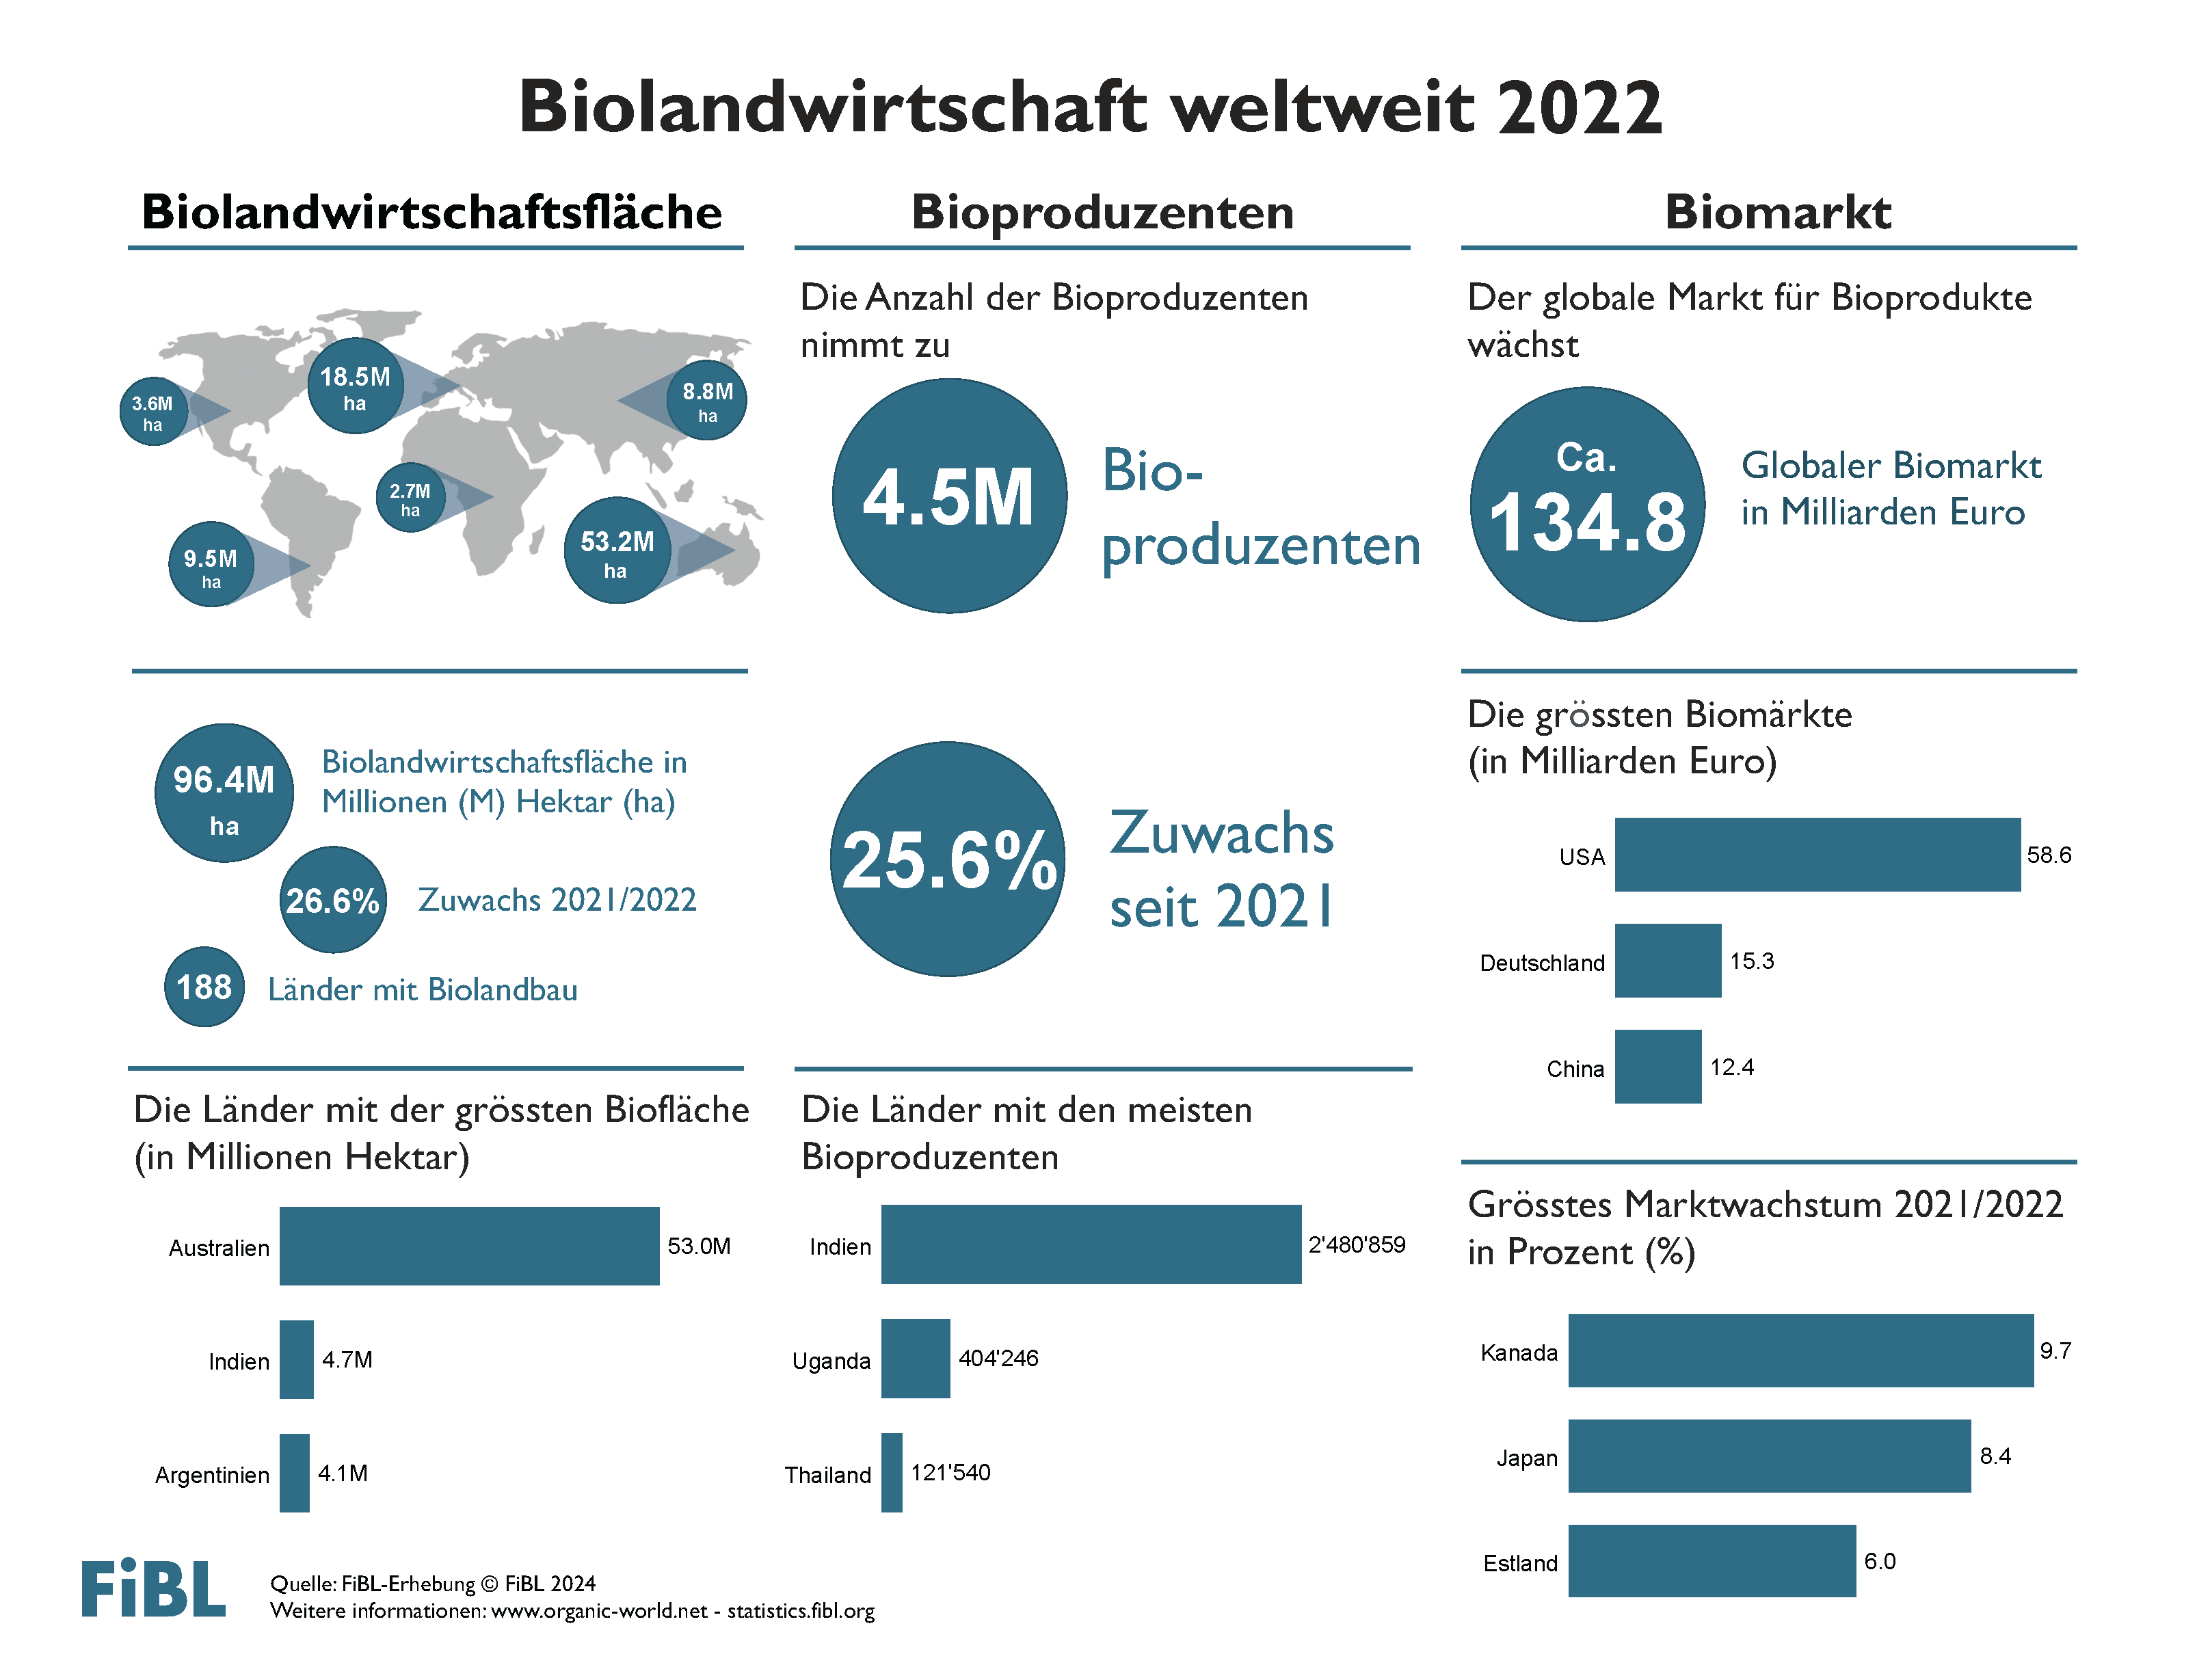 Biolandwirtschaft weltweit 2022
Biolandwirtschaftsfläche
3.6M
ha
18.5M
ha
8.8M
ha
2.7M
ha
9.5M
ha
53.2M
ha
96.4M
ha
Biolandwirtschaftsfläche in
Millionen (M) Hektar (ha)
26.6%
Zuwachs 2021/2022
188
Länder mit Biolandbau
Die Länder mit der grössten Biofläche
(in Millionen Hektar)
Australien 53.0M
Indien 4.7M
Argentinien 4.1M
Bioproduzenten
Die Anzahl der Bioproduzenten
nimmt zu
4.5M
Bio-
produzenten
25.6%
Zuwachs
seit 2021
Die Länder mit den meisten
Bioproduzenten
Indien 2'480'859
Uganda 404'246
Thailand 121'540
Biomarkt
Der globale Markt für Bioprodukte
wächst
Ca.
134.8
Globaler Biomarkt
in Milliarden Euro
Die grössten Biomärkte
(in Milliarden Euro)
USA 58.6
Deutschland 15.3
China 12.4
Grösstes Marktwachstum 2021/2022
in Prozent (%)
Kanada 9.7
Japan 8.4
Estland 6.0
FiBL
Quelle: FiBL-Erhebung © FiBL 2024
Weitere informationen: www.organic-world.net - statistics.fibl.org